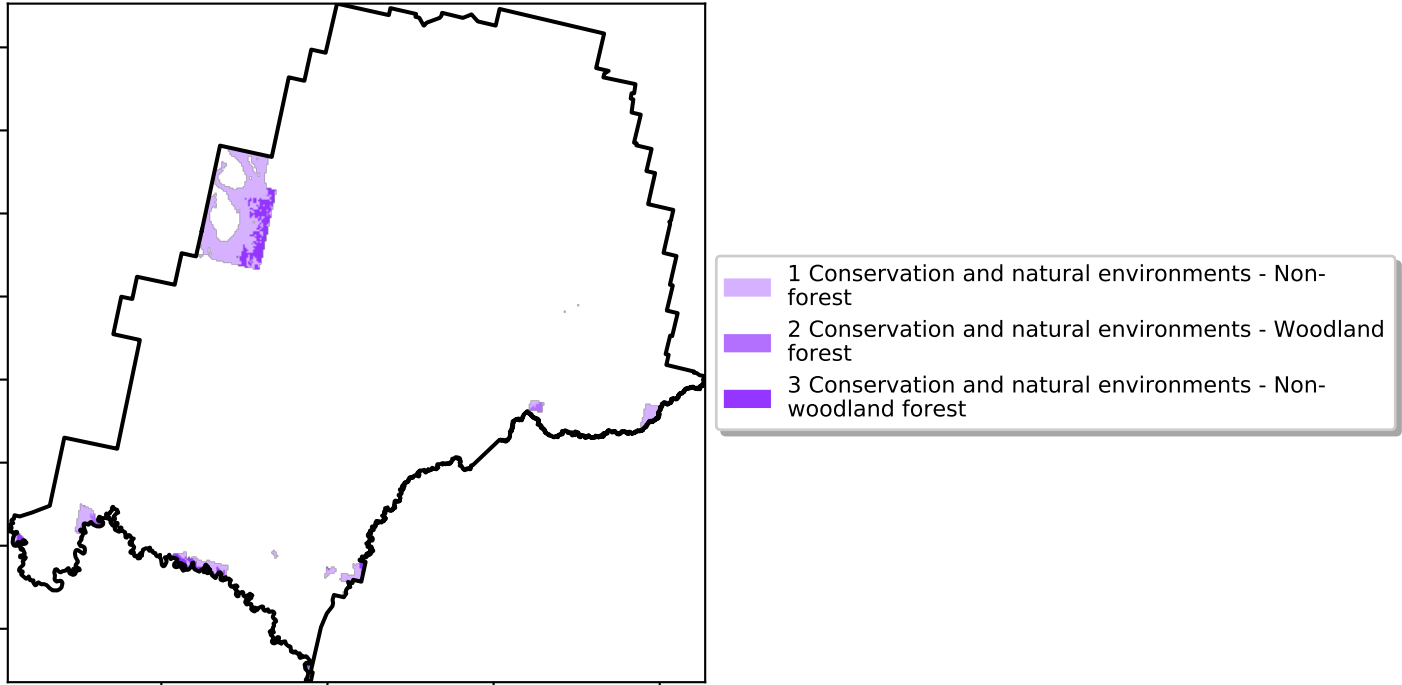 1 Conservation and natural environments - Non-
forest
2 Conservation and natural environments - Woodland
forest
3 Conservation and natural environments - Non-
woodland forest